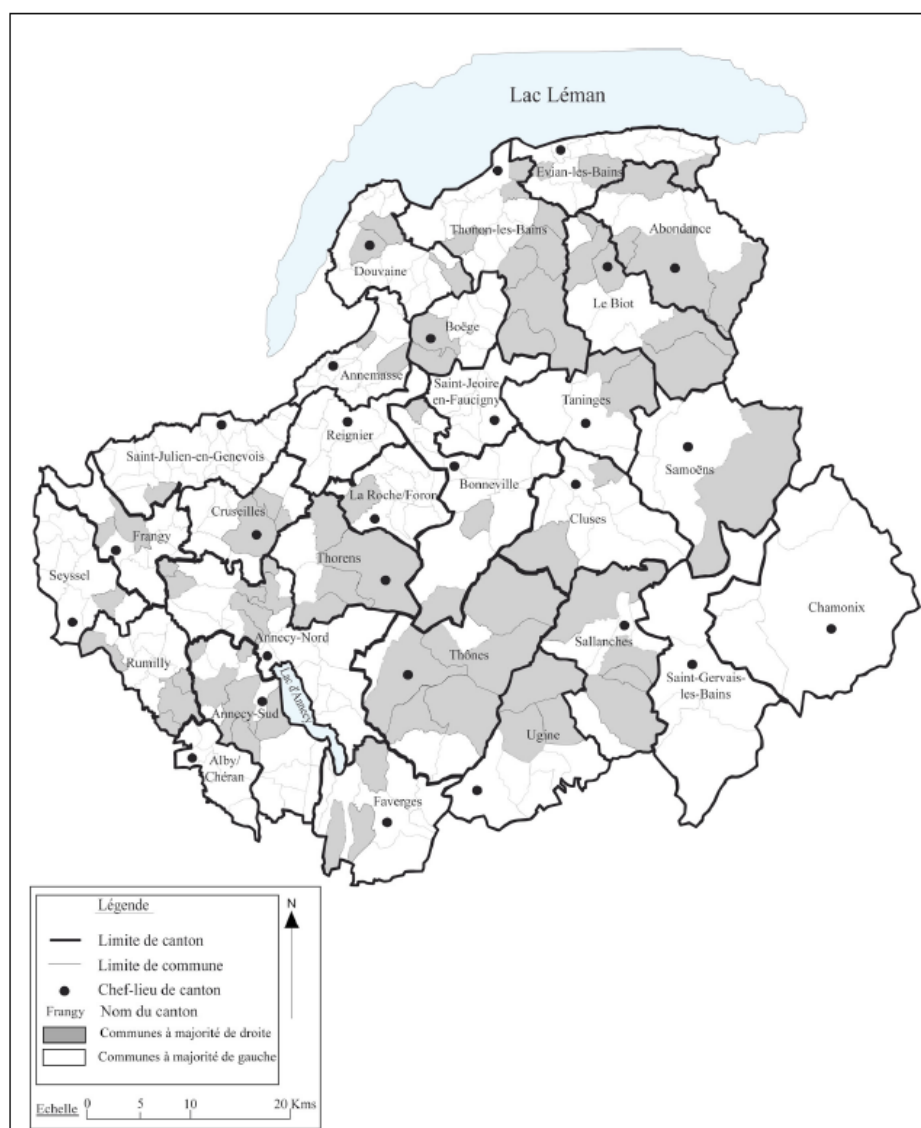 Lac Léman
Evian-les-Bains
Thonon-les-Bains
Abondance
Douvaine
Le Biot
Boëge
Annemasse
Saint-Jeoire
en-Faucigny
Taninges
Reignier
Saint-Julien-en-Genevois
Samoëns
Bonneville
La Roche/Foron
Cruseilles
Cluses
Frangy
Thorens
Seyssel
Chamonix
Annecy-Nord
Sallanches
Thônes
Rumilly
Saint-Gervais-
les-Bains
Lac d'Annecy
Annecy-Sud
Ugine
Alby/
Chéran
Faverges
Légende
N
Limite de canton
Limite de commune
Chef-lieu de canton
Frangy Nom du canton
Communes à majorité de droite
Communes à majorité de gauche
Echelle 0 5 10 20 Kms